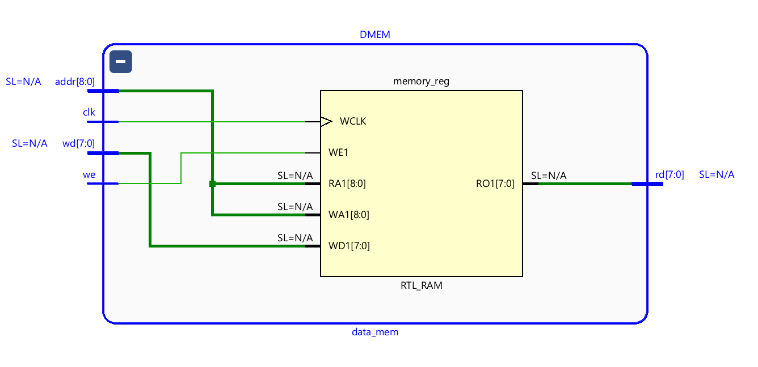 DMEM
SL=N/A addr[8:0]
memory_reg
clk
WCLK
SL=N/A wd[7:0]
WE1
we
SL=N/A
RA1[8:0]
RO1[7:0]
SL=N/A
rd[7:0] SL=N/A
SL=N/A
WA1[8:0]
SL=N/A
WD1[7:0]
RTL_RAM
data_mem